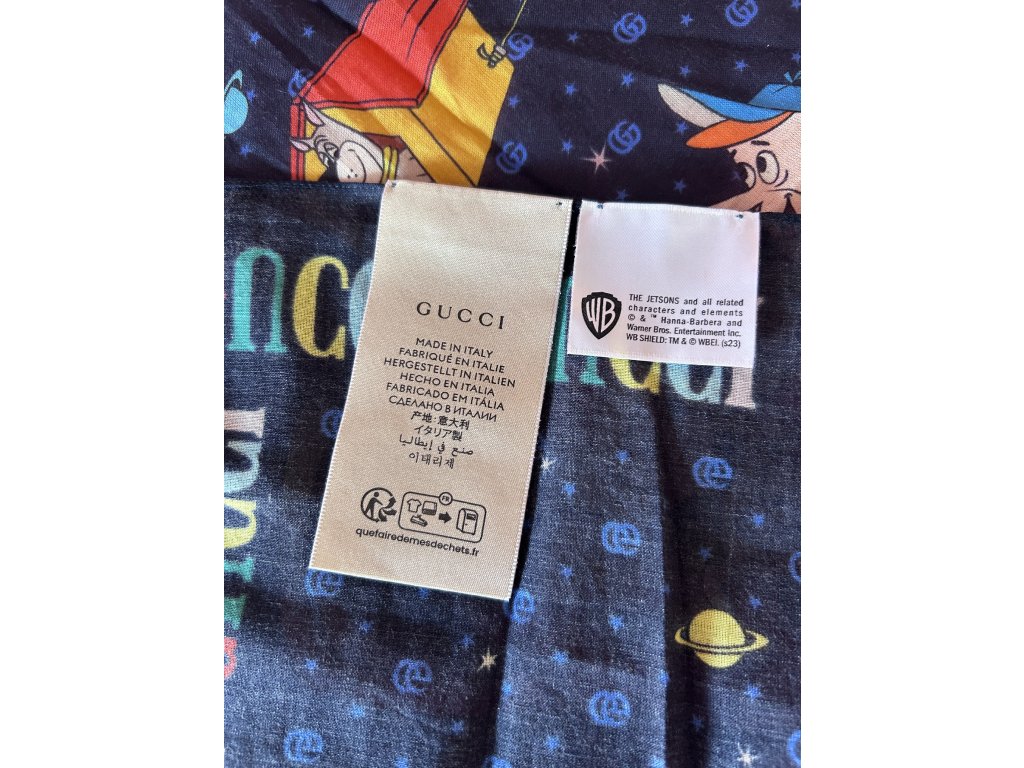 GUCCI
MADE IN ITALY
FABRIQUÉ EN ITALIE
HERGESTELLT IN ITALIEN
HECHO EN ITALIA
FABRICADO EM ITÁLIA
СДЕЛАНО В ИТАЛИИ
产地:意大利
イタリア製
صنع في إيطاليا
이태리제
FR
quefairedemesdechets.fr
WB
THE JETSONS and all related
characters and elements
© & ™ Hanna-Barbera and
Warner Bros. Entertainment Inc.
WB SHIELD: TM & © WBEI. (s23)